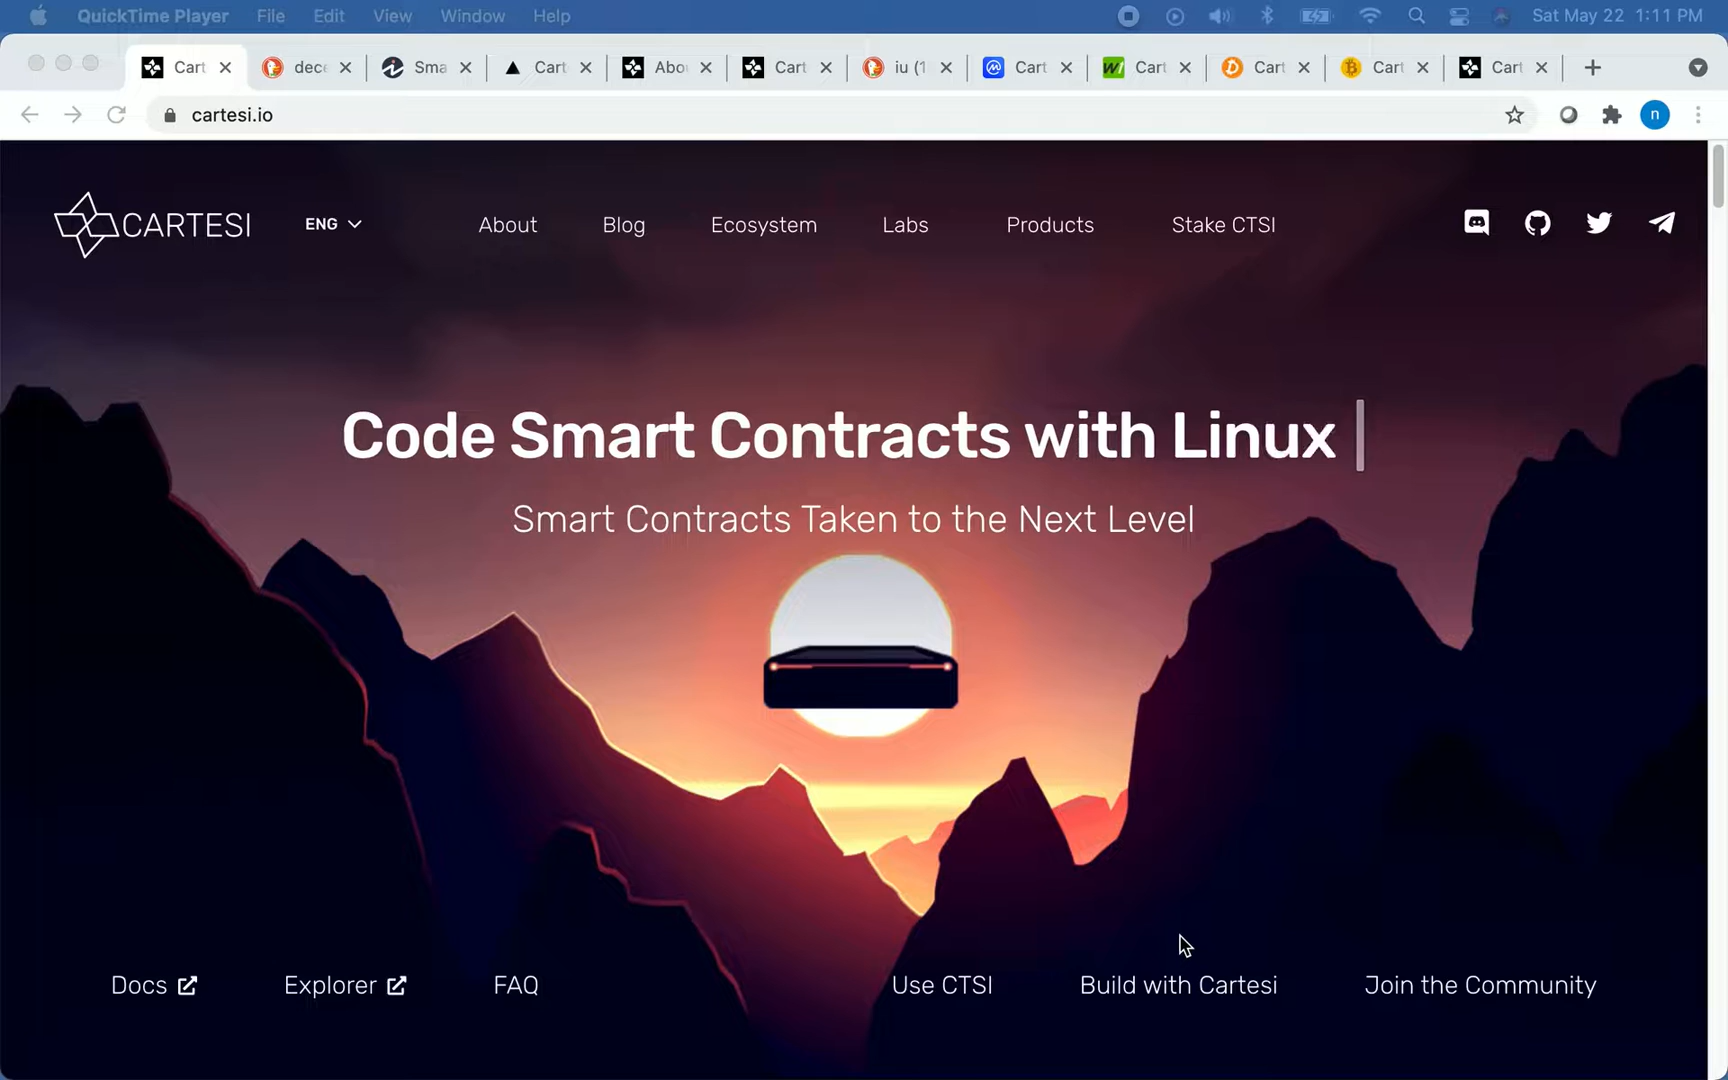 QuickTime Player File Edit View Window Help Sat May 22 1:11 PM
Cart dece Sma Cart Abo Cart iu (1 Cart Cart Cart Cart Cart
cartesi.io n
CARTESI ENG About Blog Ecosystem Labs Products Stake CTSI
Code Smart Contracts with Linux
Smart Contracts Taken to the Next Level
Docs Explorer FAQ Use CTSI Build with Cartesi Join the Community